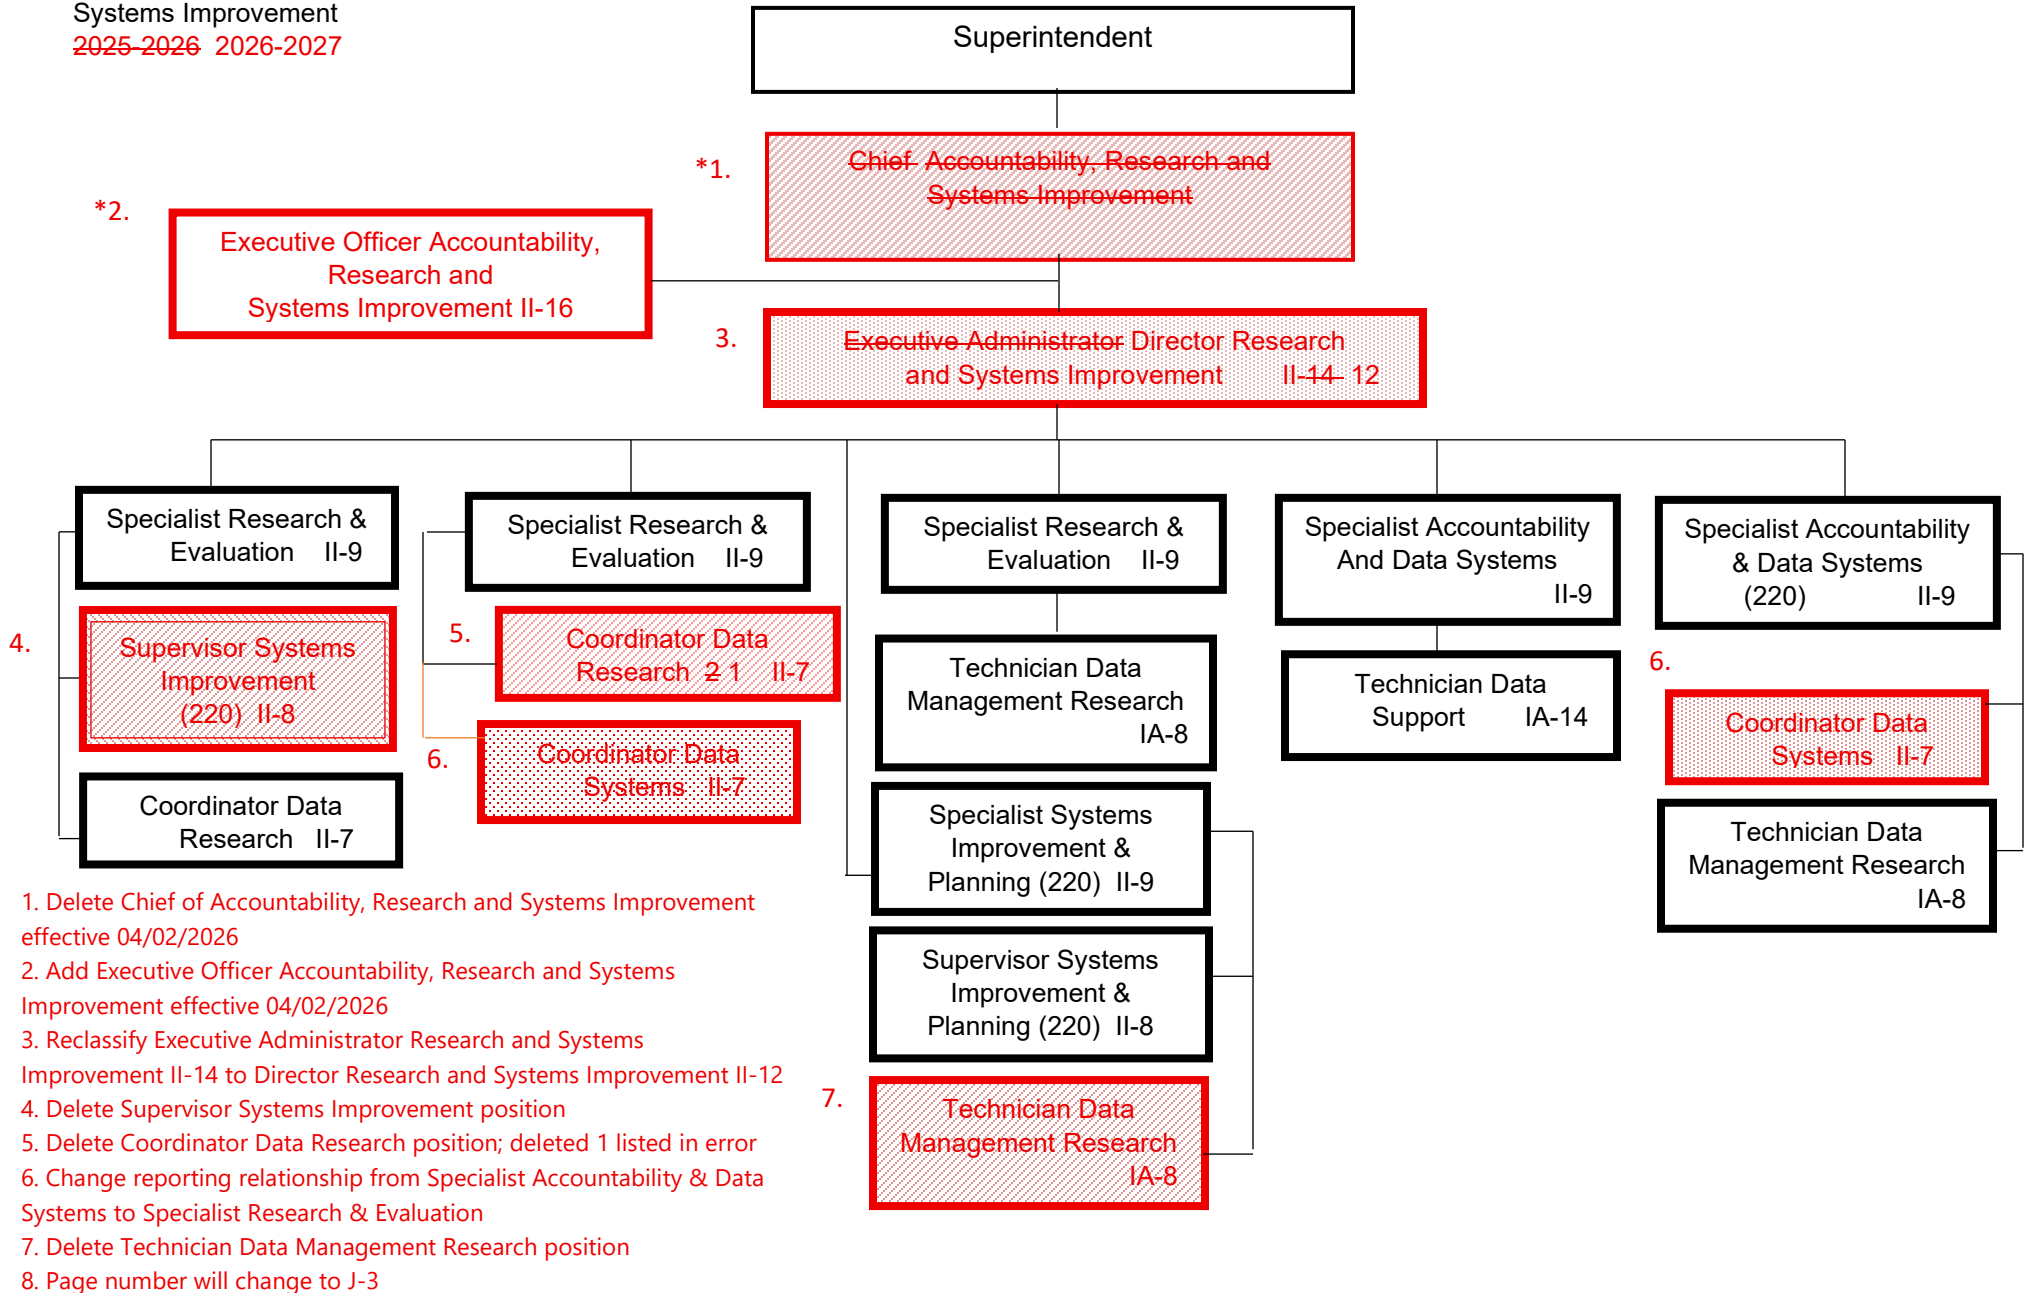 Systems Improvement
2025-2026 2026-2027
Superintendent
*1.
Chief Accountability, Research and
Systems Improvement
*2.
Executive Officer Accountability,
Research and
Systems Improvement II-16
3.
Executive Administrator Director Research
and Systems Improvement II-14 12
Specialist Research &
Evaluation II-9
4.
Supervisor Systems
Improvement
(220) II-8
Coordinator Data
Research II-7
Specialist Research &
Evaluation II-9
5.
Coordinator Data
Research 2 1 II-7
6.
Coordinator Data
Systems II-7
Specialist Research &
Evaluation II-9
Technician Data
Management Research
IA-8
Specialist Systems
Improvement &
Planning (220) II-9
Supervisor Systems
Improvement &
Planning (220) II-8
7.
Technician Data
Management Research
IA-8
Specialist Accountability
And Data Systems
II-9
Technician Data
Support IA-14
Specialist Accountability
& Data Systems
(220) II-9
6.
Coordinator Data
Systems II-7
Technician Data
Management Research
IA-8
1. Delete Chief of Accountability, Research and Systems Improvement
effective 04/02/2026
2. Add Executive Officer Accountability, Research and Systems
Improvement effective 04/02/2026
3. Reclassify Executive Administrator Research and Systems
Improvement II-14 to Director Research and Systems Improvement II-12
4. Delete Supervisor Systems Improvement position
5. Delete Coordinator Data Research position; deleted 1 listed in error
6. Change reporting relationship from Specialist Accountability & Data
Systems to Specialist Research & Evaluation
7. Delete Technician Data Management Research position
8. Page number will change to J-3